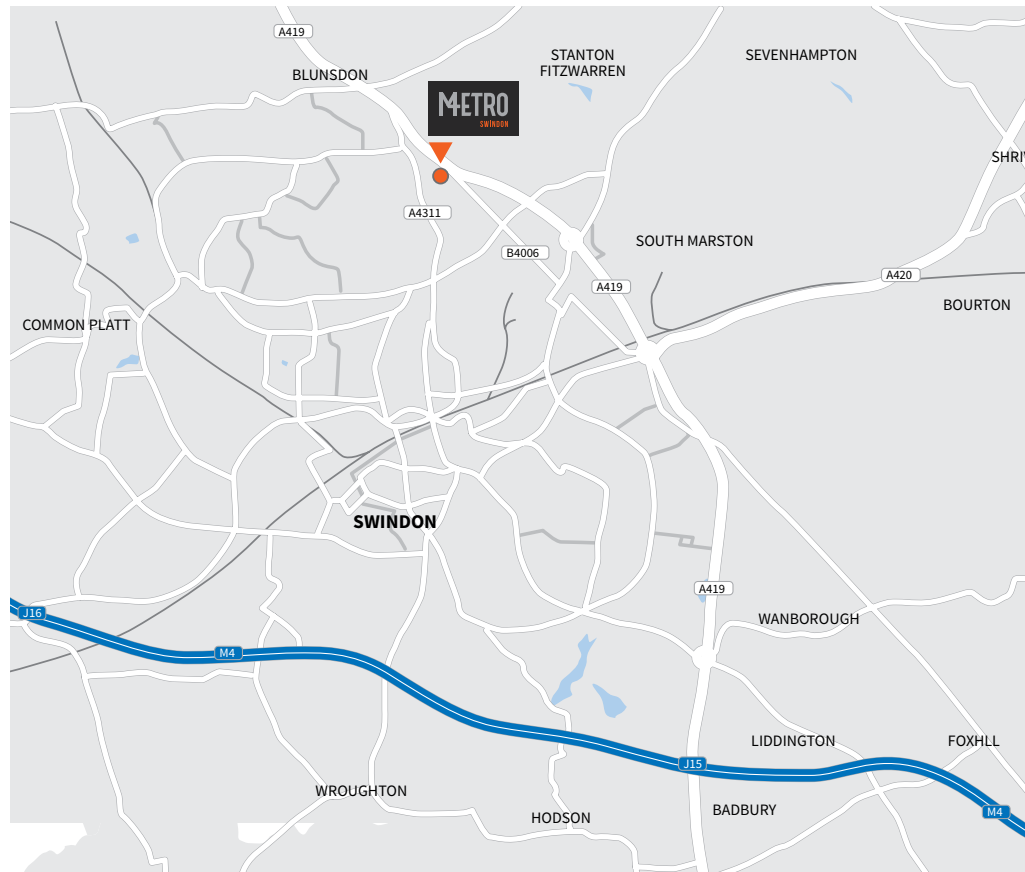 A419
STANTON
FITZWARREN
SEVENHAMPTON
BLUNSDON
M4ETRO
SWINDON
SHRI
A4311
SOUTH MARSTON
B4006
A420
A419
BOURTON
COMMON PLATT
SWINDON
A419
J16
WANBOROUGH
M4
LIDDINGTON
FOXHLL
J15
WROUGHTON
BADBURY
M4
HODSON